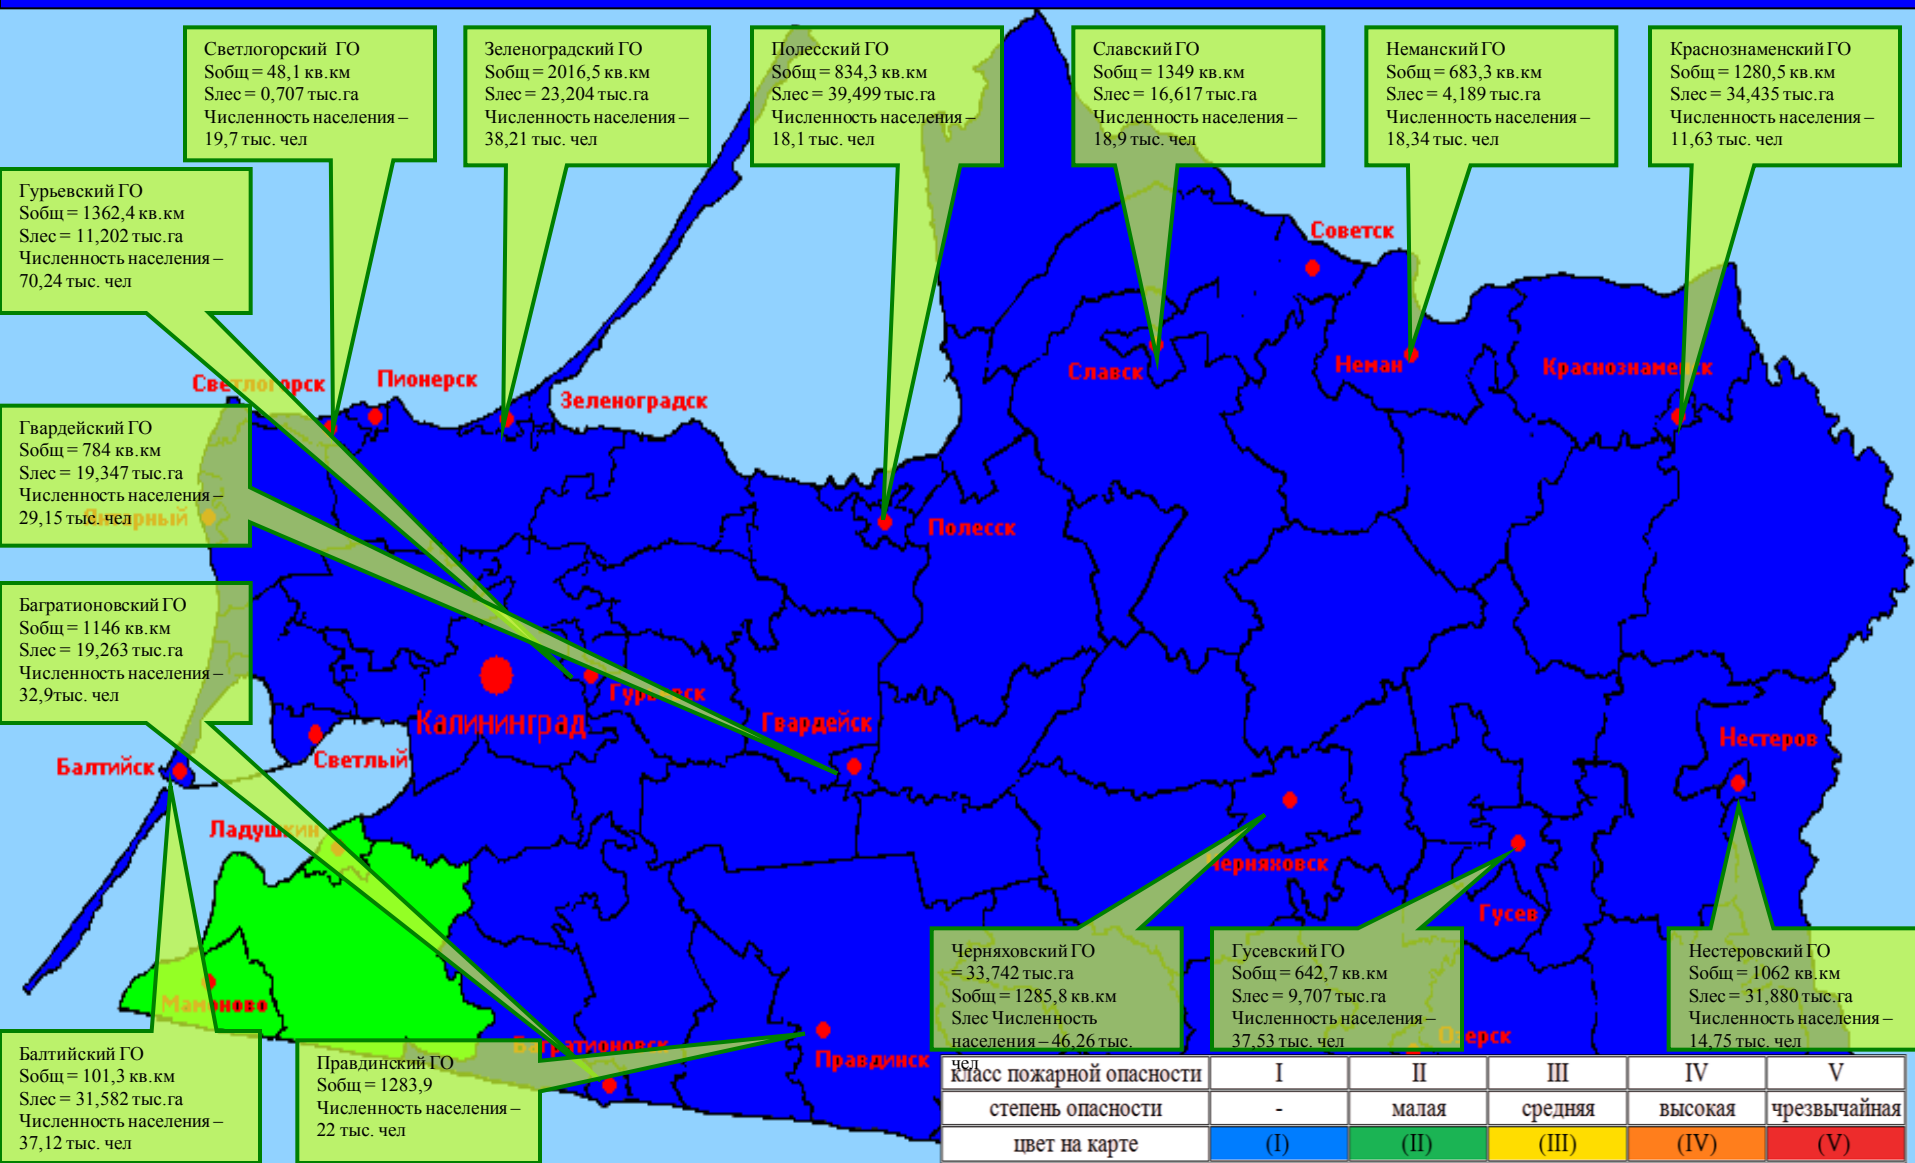 Светлогорский ГО
Sобщ = 48,1 кв.км
Sлес = 0,707 тыс.га
Численность населения –
19,7 тыс. чел
Зеленоградский ГО
Sобщ = 2016,5 кв.км
Sлес = 23,204 тыс.га
Численность населения –
38,21 тыс. чел
Полесский ГО
Sобщ = 834,3 кв.км
Sлес = 39,499 тыс.га
Численность населения –
18,1 тыс. чел
Славский ГО
Sобщ = 1349 кв.км
Sлес = 16,617 тыс.га
Численность населения –
18,9 тыс. чел
Неманский ГО
Sобщ = 683,3 кв.км
Sлес = 4,189 тыс.га
Численность населения –
18,34 тыс. чел
Краснознаменский ГО
Sобщ = 1280,5 кв.км
Sлес = 34,435 тыс.га
Численность населения –
11,63 тыс. чел
Гурьевский ГО
Sобщ = 1362,4 кв.км
Sлес = 11,202 тыс.га
Численность населения –
70,24 тыс. чел
Советск
Славск
Неман
Краснознаменск
Светлогорск
Пионерск
Зеленоградск
Гвардейский ГО
Sобщ = 784 кв.км
Sлес = 19,347 тыс.га
Численность населения –
29,15 тыс. чел
Янтарный
Полесск
Багратионовский ГО
Sобщ = 1146 кв.км
Sлес = 19,263 тыс.га
Численность населения –
32,9тыс. чел
Гурьевск
Калининград
Гвардейск
Нестеров
Балтийск
Светлый
Ладушкин
Черняховск
Гусев
Мамоново
Багратионовск
Правдинск
Озерск
Черняховский ГО
= 33,742 тыс.га
Sобщ = 1285,8 кв.км
Sлес Численность
населения – 46,26 тыс.
чел
Гусевский ГО
Sобщ = 642,7 кв.км
Sлес = 9,707 тыс.га
Численность населения –
37,53 тыс. чел
Нестеровский ГО
Sобщ = 1062 кв.км
Sлес = 31,880 тыс.га
Численность населения –
14,75 тыс. чел
Балтийский ГО
Sобщ = 101,3 кв.км
Sлес = 31,582 тыс.га
Численность населения –
37,12 тыс. чел
Правдинский ГО
Sобщ = 1283,9
Численность населения –
22 тыс. чел
класс пожарной опасности I II III IV V
степень опасности - малая средняя высокая чрезвычайная
цвет на карте (I) (II) (III) (IV) (V)